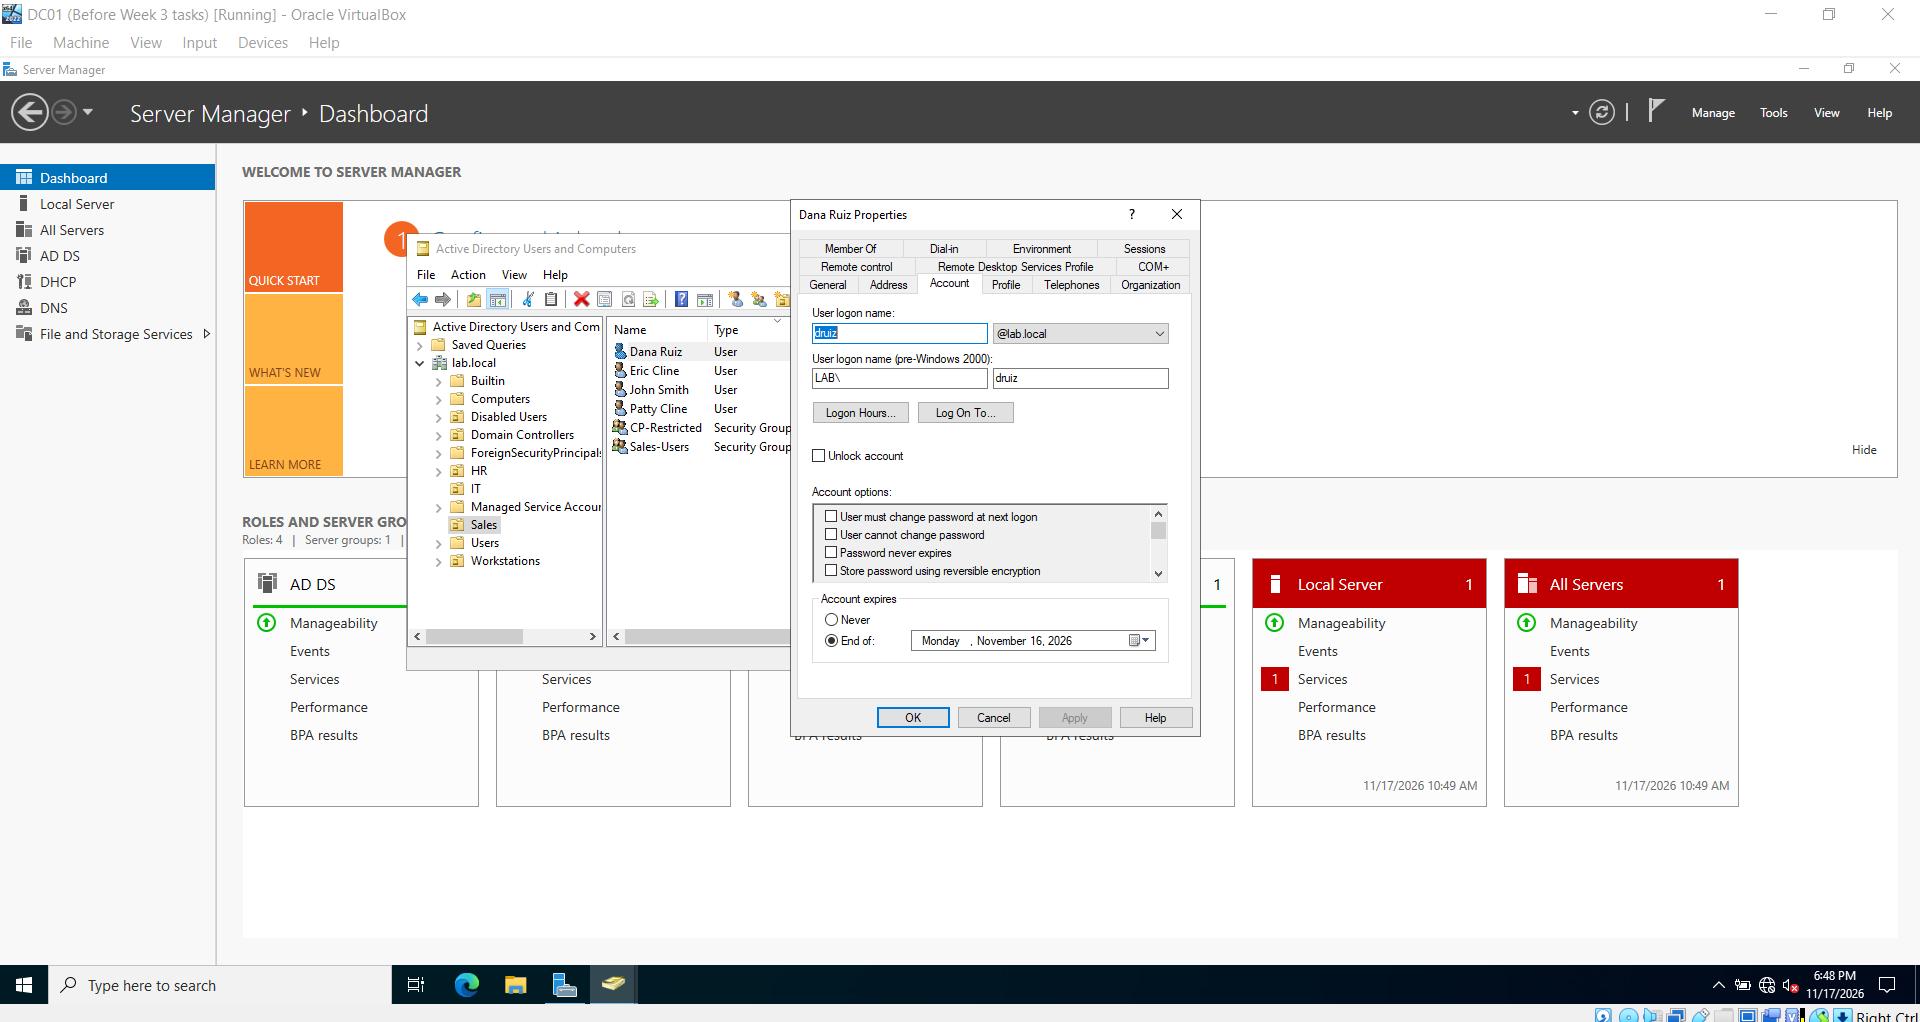 DC01 (Before Week 3 tasks) [Running] - Oracle VirtualBox
File Machine View Input Devices Help
Server Manager
Server Manager ‣ Dashboard
Manage Tools View Help
Dashboard
Local Server
All Servers
AD DS
DHCP
DNS
File and Storage Services
WELCOME TO SERVER MANAGER
QUICK START
WHAT'S NEW
LEARN MORE
1
Hide
ROLES AND SERVER GRO
Roles: 4 | Server groups: 1 |
Active Directory Users and Computers
File Action View Help
Active Directory Users and Com
Saved Queries
lab.local
Builtin
Computers
Disabled Users
Domain Controllers
ForeignSecurityPrincipals
HR
IT
Managed Service Accour
Sales
Users
Workstations
Name Type
Dana Ruiz User
Eric Cline User
John Smith User
Patty Cline User
CP-Restricted Security Group
Sales-Users Security Group
Dana Ruiz Properties ?
Member Of Dial-in Environment Sessions
Remote control Remote Desktop Services Profile COM+
General Address Account Profile Telephones Organization
User logon name:
druiz @lab.local
User logon name (pre-Windows 2000):
LAB\ druiz
Logon Hours... Log On To...
Unlock account
Account options:
User must change password at next logon
User cannot change password
Password never expires
Store password using reversible encryption
Account expires
Never
End of: Monday , November 16, 2026
OK Cancel Apply Help
AD DS
Manageability
Events
Services
Performance
BPA results
Services
Performance
BPA results
BPA results
1
BPA results
Local Server 1
Manageability
Events
1 Services
Performance
BPA results
11/17/2026 10:49 AM
All Servers 1
Manageability
Events
1 Services
Performance
BPA results
11/17/2026 10:49 AM
Type here to search
6:48 PM
11/17/2026
Right Ctrl